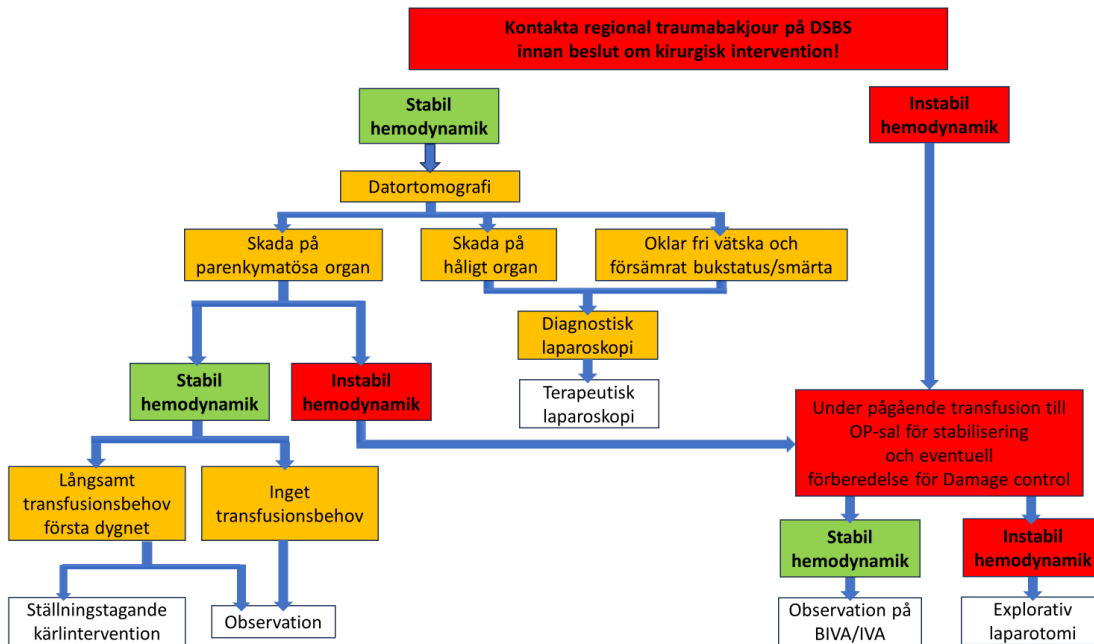 Kontakta regional traumabakjour på DSBS
innan beslut om kirurgisk intervention!
Stabil
hemodynamik
Instabil
hemodynamik
Datortomografi
Skada på
parenkymatösa organ
Skada på
håligt organ
Oklar fri vätska och
försämrat bukstatus/smärta
Diagnostisk
laparoskopi
Terapeutisk
laparoskopi
Stabil
hemodynamik
Instabil
hemodynamik
Under pågående transfusion till
OP-sal för stabilisering
och eventuell
förberedelse för Damage control
Långsamt
transfusionsbehov
första dygnet
Inget
transfusionsbehov
Stabil
hemodynamik
Instabil
hemodynamik
Ställningstagande
kärlintervention
Observation
Observation på
BIVA/IVA
Explorativ
laparotomi